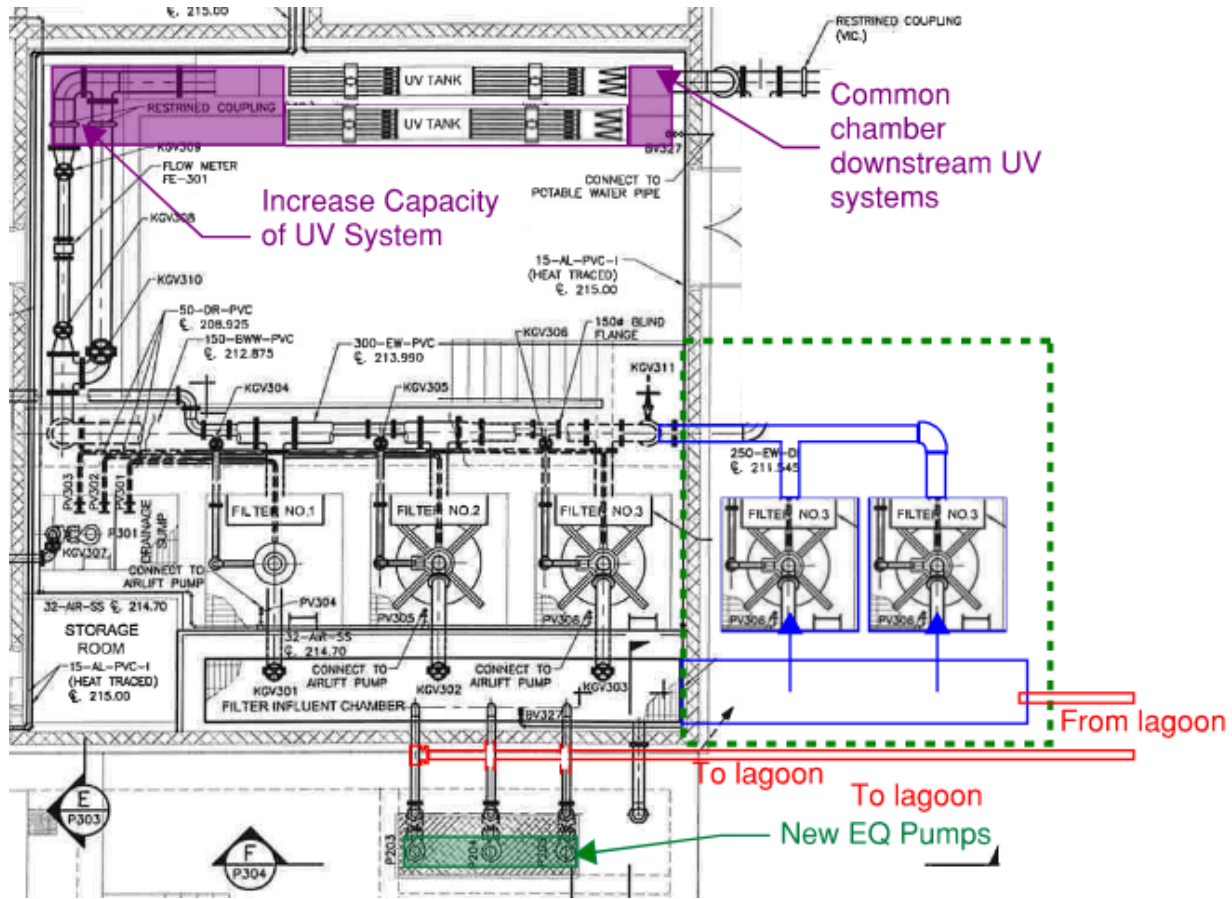 ₵. 215.00
RESTRINED COUPLING
(VIC.)
UV TANK
UV TANK
RESTRINED COUPLING
Common
chamber
downstream UV
systems
KGV309
FLOW METER
FE-301
BV327
CONNECT TO
POTABLE WATER PIPE
Increase Capacity
of UV System
KGV308
15-AL-PVC-I
(HEAT TRACED)
₵. 215.00
KGV310
50-DR-PVC
₵. 208.925
150-BWW-PVC
₵. 212.875
300-EW-PVC
₵. 213.990
KGV306
150# BLIND
FLANGE
KGV304
KGV305
KGV311
250-EW-D
₵. 211.545
PV303
PV302
PV301
P301
KGV307
DRAINAGE
SUMP
FILTER NO.1
FILTER NO.2
FILTER NO.3
FILTER NO.3
FILTER NO.3
CONNECT TO
AIRLIFT PUMP
PV304
PV305
PV306
PV306
PV306
32-AIR-SS ₵. 214.70
32-AIR-SS
₵. 214.70
STORAGE
ROOM
15-AL-PVC-I
(HEAT TRACED)
₵. 215.00
CONNECT TO
AIRLIFT PUMP
CONNECT TO
AIRLIFT PUMP
KGV301
KGV302
KGV303
FILTER INFLUENT CHAMBER
BV327
From lagoon
To lagoon
To lagoon
New EQ Pumps
P203
P204
E
P303
F
P304